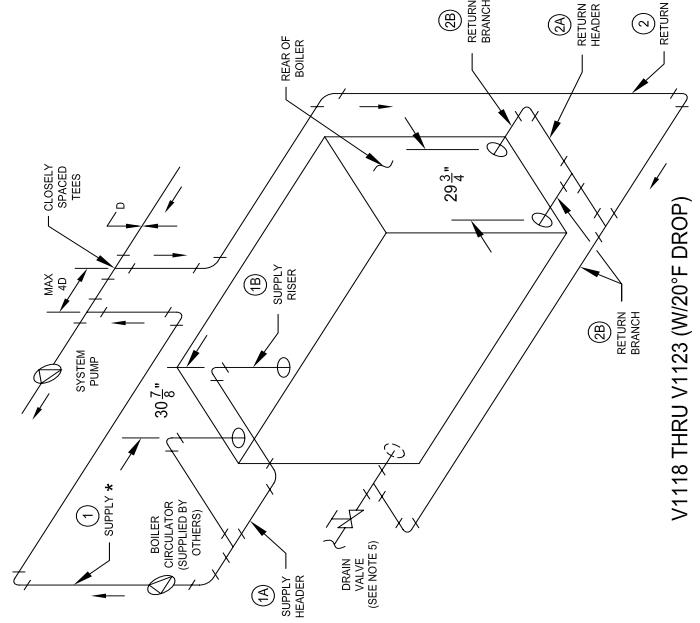 CLOSELY
SPACED
TEES
D
MAX
4D
SYSTEM
PUMP
1
SUPPLY *
BOILER
CIRCULATOR
(SUPPLIED BY
OTHERS)
30 7/8"
1B
SUPPLY
RISER
1A
SUPPLY
HEADER
DRAIN
VALVE
(SEE NOTE 5)
REAR OF
BOILER
29 3/4"
2B
RETURN
BRANCH
2A
RETURN
HEADER
2
RETURN
2B
RETURN
BRANCH
V1118 THRU V1123 (W/20°F DROP)